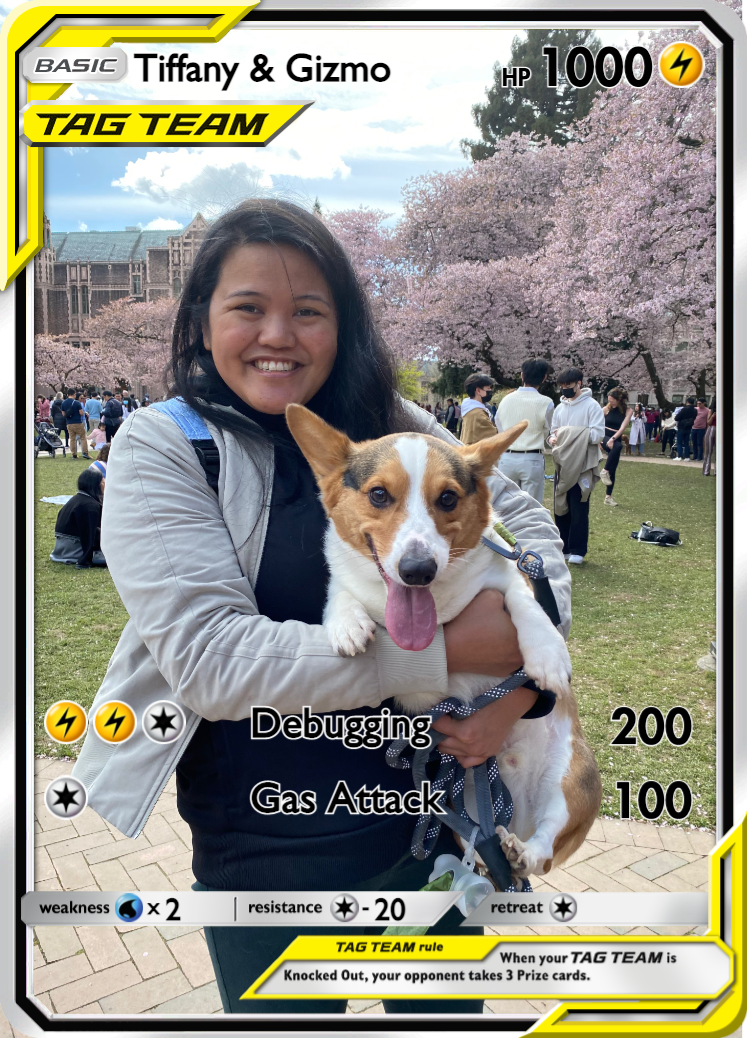 BASIC Tiffany & Gizmo HP 1000
TAG TEAM
Debugging 200
Gas Attack 100
weakness x 2 resistance - 20 retreat
TAG TEAM rule When your TAG TEAM is
Knocked Out, your opponent takes 3 Prize cards.